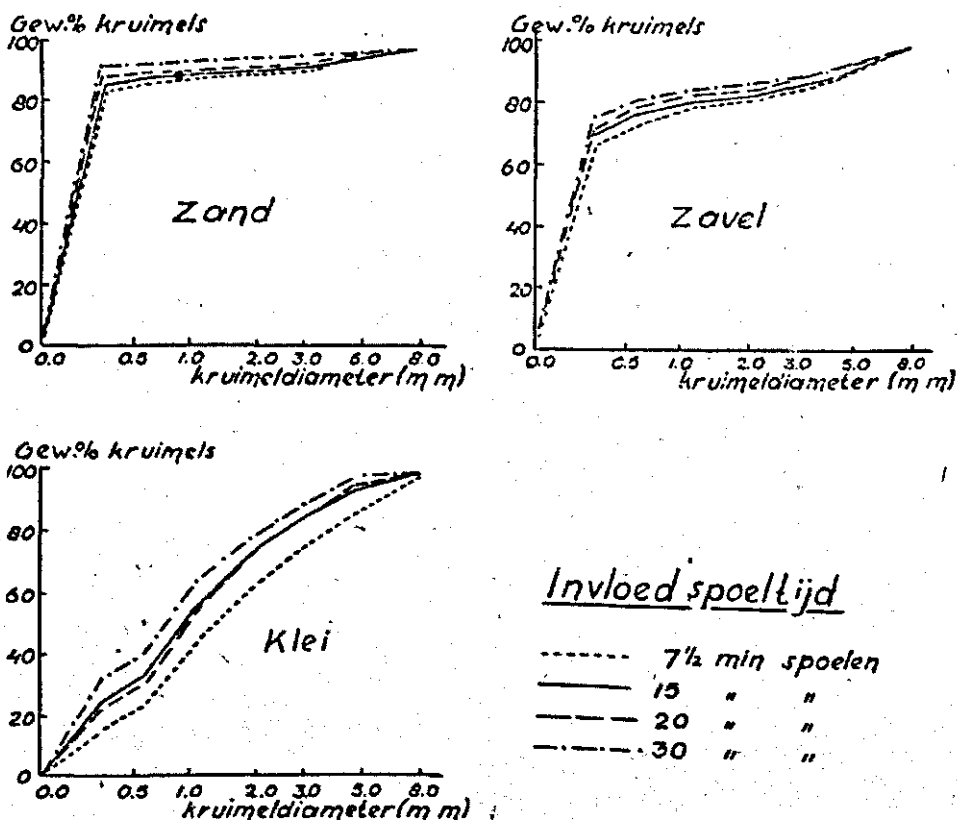 Gew.% kruimels
100
80
60
40
20
0
Zand
0.0 0.5 1.0 2.0 3.0 6.0 8.0
kruimeldiameter (mm)
Gew.% kruimels
100
80
60
40
20
0
Zavel
0.0 0.5 1.0 2.0 3.0 5.0 8.0
kruimeldiameter (mm)
Gew.% kruimels
100
80
60
40
20
0
Klei
0.0 0.5 1.0 2.0 3.0 5.0 8.0
kruimeldiameter (mm)
Invloed spoeltijd
7½ min spoelen
15 " "
20 " "
30 " "